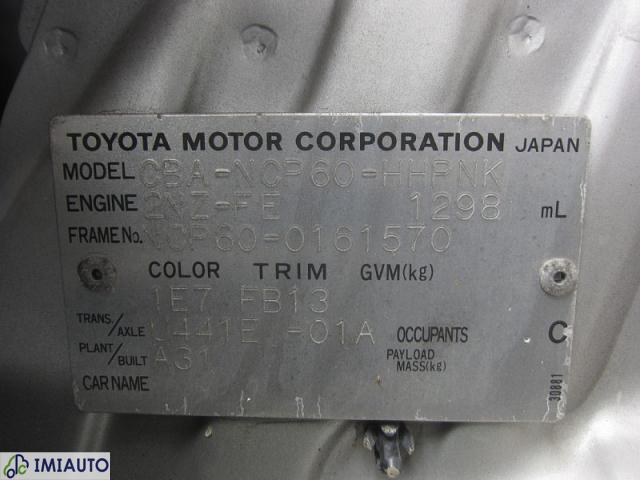 TOYOTA MOTOR CORPORATION JAPAN
MODEL CBA-NCP60-HHPNK
ENGINE 2NZ-FE 1298 mL
FRAME No. NCP60-0161570
COLOR TRIM GVM(kg)
1E7 FB13
TRANS/AXLE U441E -01A OCCUPANTS C
PLANT/BUILT A31 PAYLOAD MASS(kg)
CAR NAME
30881
IMIAUTO